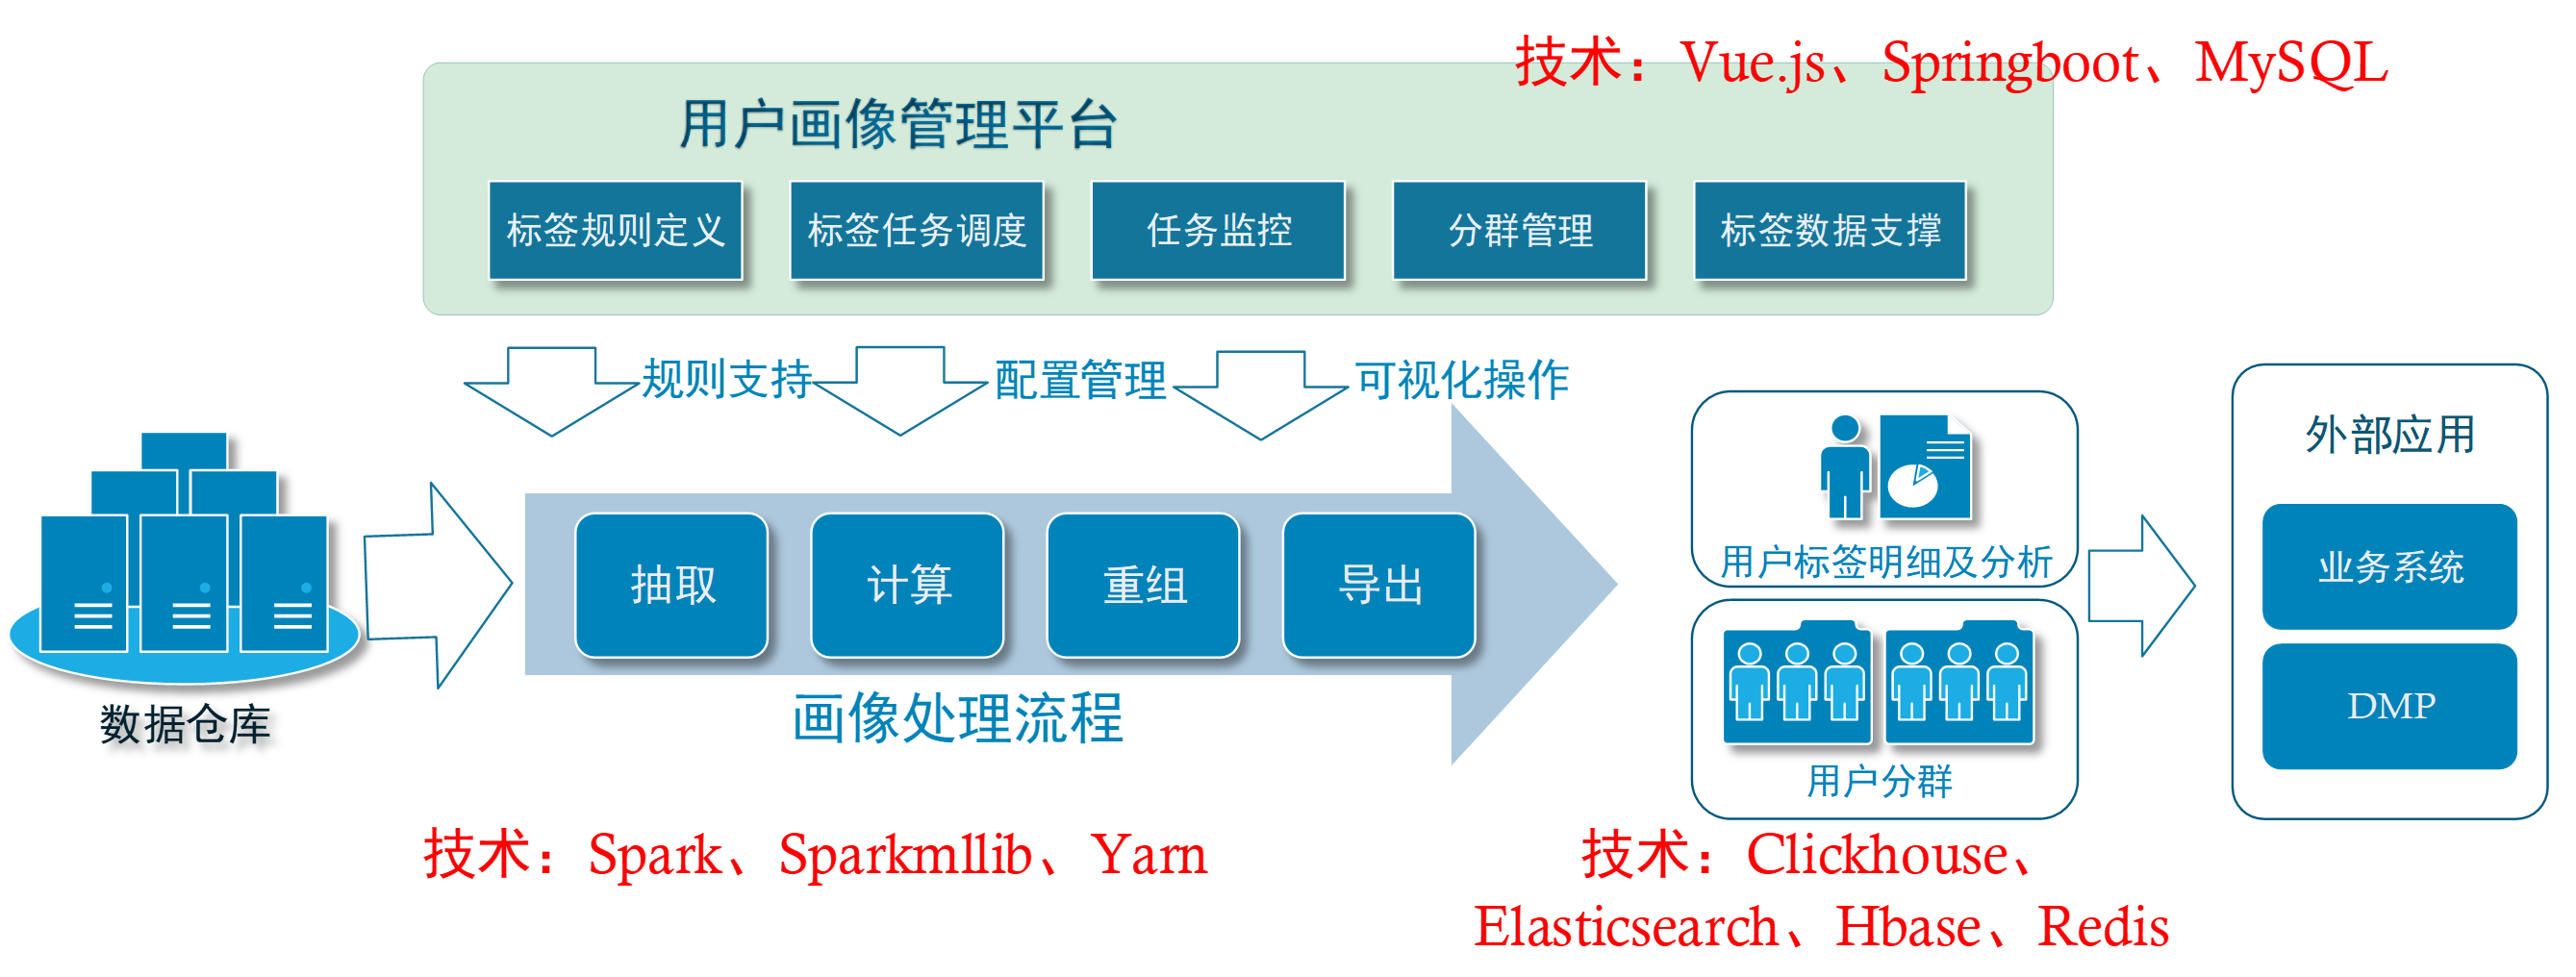 技术：Vue.js、Springboot、MySQL
用户画像管理平台
标签规则定义
标签任务调度
任务监控
分群管理
标签数据支撑
规则支持
配置管理
可视化操作
数据仓库
抽取
计算
重组
导出
画像处理流程
技术：Spark、Sparkmllib、Yarn
用户标签明细及分析
用户分群
技术：Clickhouse、
Elasticsearch、Hbase、Redis
外部应用
业务系统
DMP